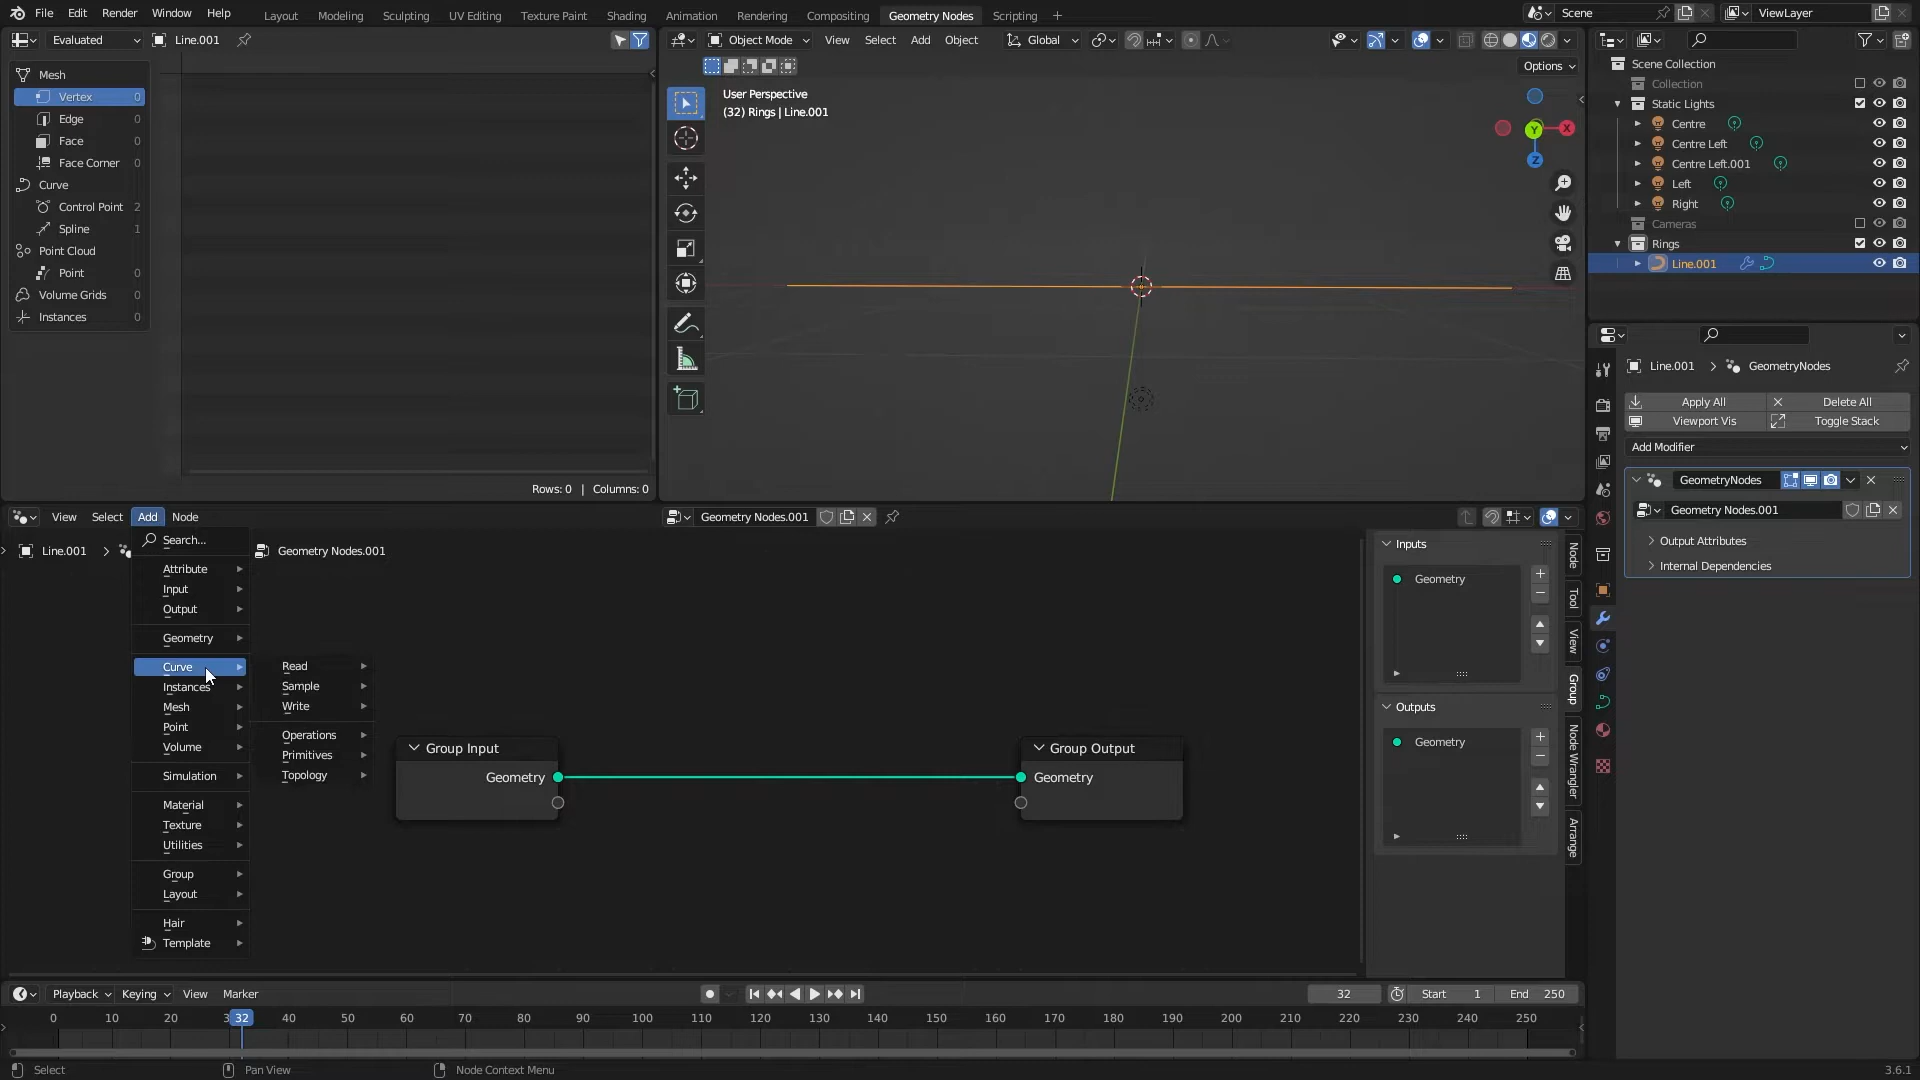 File Edit Render Window Help Layout Modeling Sculpting UV Editing Texture Paint Shading Animation Rendering Compositing Geometry Nodes Scripting + Scene ViewLayer
Evaluated Line.001
Object Mode View Select Add Object Global
Options
Mesh
Vertex 0
Edge 0
Face 0
Face Corner 0
Curve
Control Point 2
Spline 1
Point Cloud
Point 0
Volume Grids
Instances 0
Rows: 0 | Columns: 0
User Perspective
(32) Rings | Line.001
X
Y
Z
Scene Collection
Collection
Static Lights
Centre
Centre Left
Centre Left.001
Left
Right
Cameras
Rings
Line.001
Line.001 > GeometryNodes
Apply All Delete All
Viewport Vis Toggle Stack
Add Modifier
GeometryNodes
Geometry Nodes.001
Output Attributes
Internal Dependencies
View Select Add Node Geometry Nodes.001
Line.001 > Geometry Nodes.001
Search...
Attribute
Input
Output
Geometry
Curve
Instances
Mesh
Point
Volume
Simulation
Material
Texture
Utilities
Group
Layout
Hair
Template
Read
Sample
Write
Operations
Primitives
Topology
Group Input
Geometry
Group Output
Geometry
Inputs
Geometry
Outputs
Geometry
Node
Tool
View
Group
Node Wrangler
Arrange
Playback Keying View Marker 32 Start 1 End 250
0 10 20 3 32 40 50 60 70 80 90 100 110 120 130 140 150 160 170 180 190 200 210 220 230 240 250
Select Pan View Node Context Menu 3.6.1